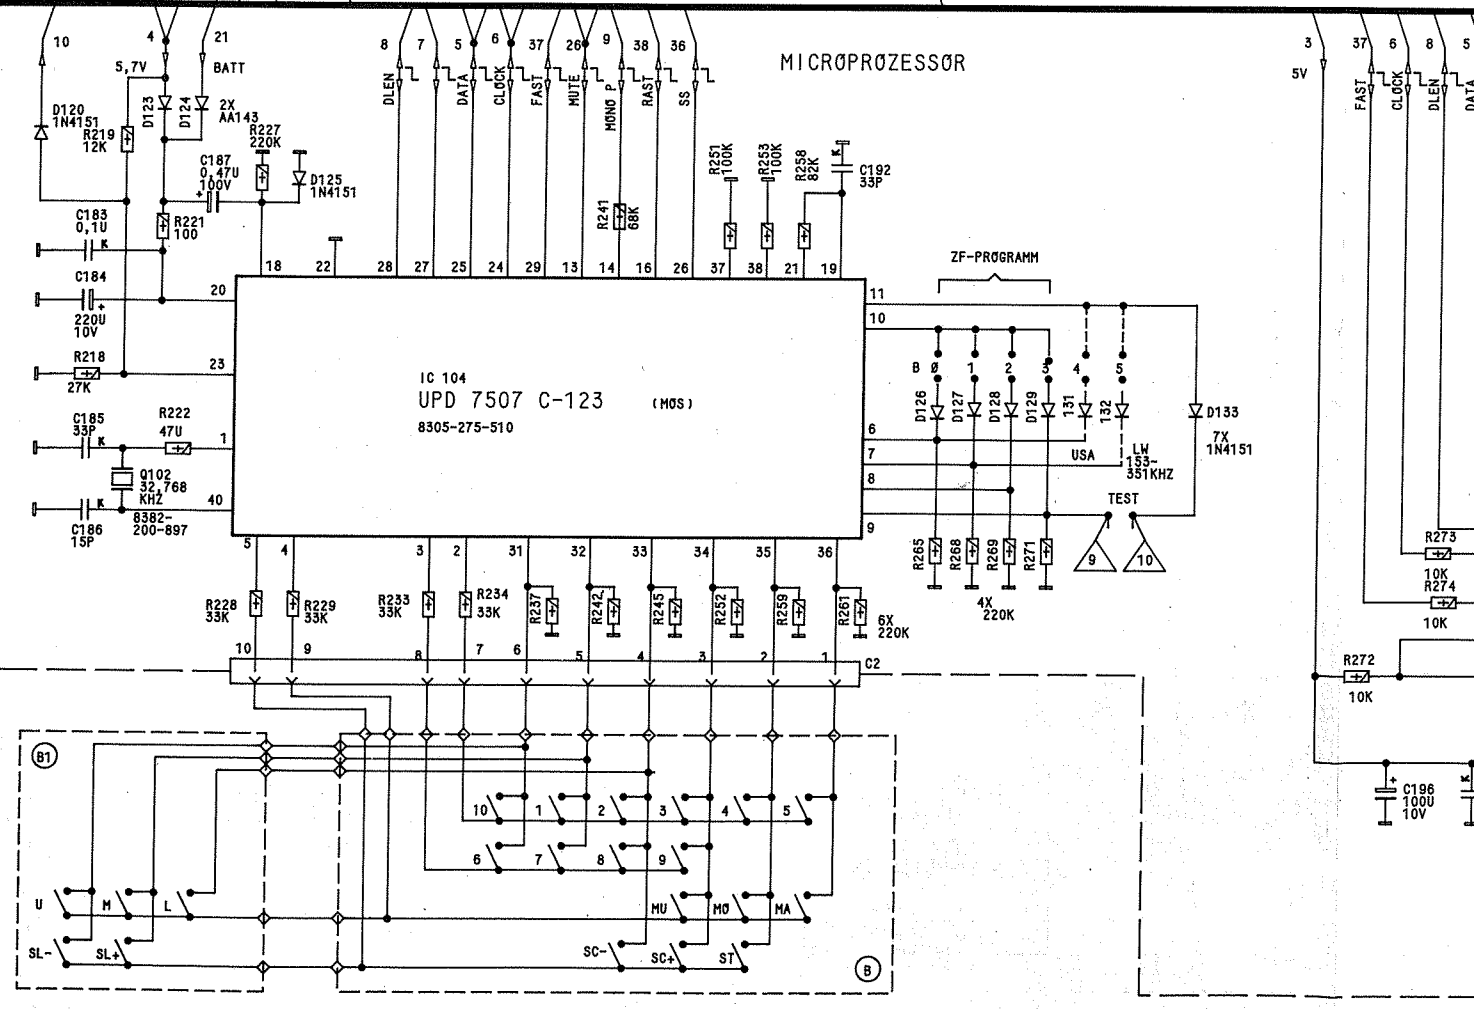 10
4
21
8
7
5
6
37
26
9
38
36
MICRØPRØZESSØR
3
37
6
8
5
5,7V
BATT
5V
DLEN
DATA
CLØCK
FAST
MUTE
MØNØ P
RAST
SS
FAST
CLØCK
DLEN
DATA
D120
1N4151
R219
12K
D123
D124
2X
AA143
R227
220K
C187
0,47U
100V
D125
1N4151
R251
100K
R253
100K
R258
82K
K
C192
33P
R241
68K
C183
0,1U
K
R221
100
ZF-PRØGRAMM
18
22
28
27
25
24
29
13
14
16
26
37
38
21
19
C184
220U
10V
20
11
10
R218
27K
23
IC 104
UPD 7507 C-123
(MØS)
8305-275-510
B Ø
1
2
3
4
5
D126
D127
D128
D129
131
132
D133
7X
1N4151
C185
33P
K
R222
47U
1
6
7
8
9
USA
LW
153-
351KHZ
TEST
Q102
32,768
KHZ
8382-
200-897
K
C186
15P
40
5
4
3
2
31
32
33
34
35
36
R265
R268
R269
R271
9
10
4X
220K
R273
10K
R274
10K
R228
33K
R229
33K
R233
33K
R234
33K
R237
R242
R245
R252
R259
R261
6X
220K
10
9
8
7
6
5
4
3
2
1
C2
R272
10K
B1
10
1
2
3
4
5
6
7
8
9
C196
100U
10V
K
U
M
L
MU
MØ
MA
SL-
SL+
SC-
SC+
ST
B